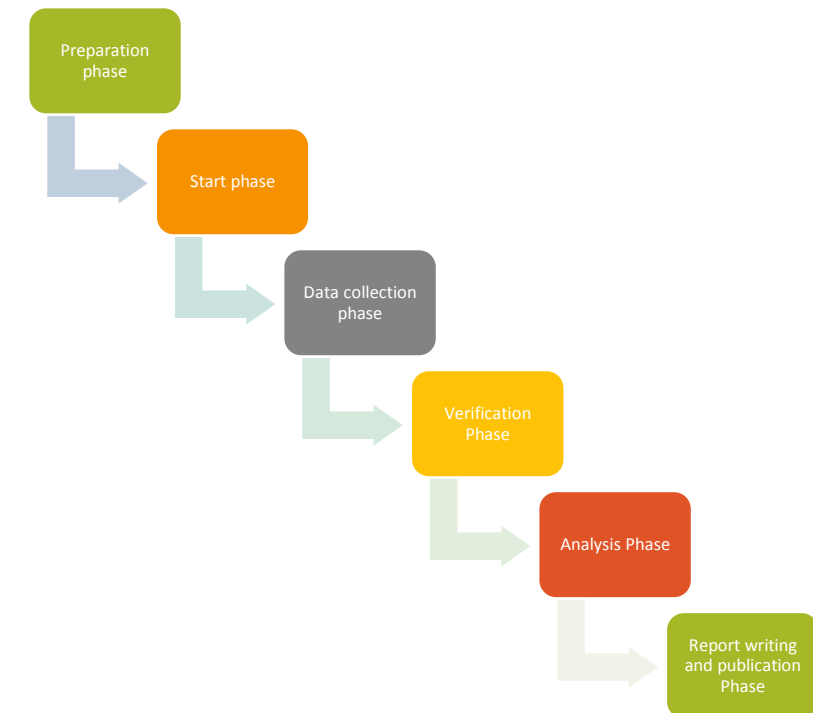 Preparation
phase
Start phase
Data collection
phase
Verification
Phase
Analysis Phase
Report writing
and publication
Phase